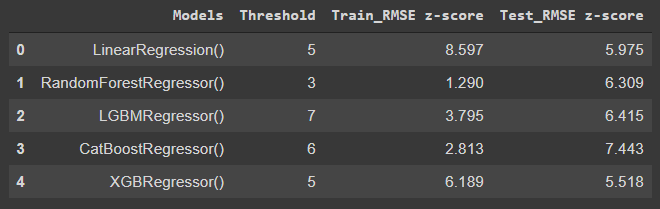 Models Threshold Train_RMSE z-score Test_RMSE z-score
0 LinearRegression() 5 8.597 5.975
1 RandomForestRegressor() 3 1.290 6.309
2 LGBMRegressor() 7 3.795 6.415
3 CatBoostRegressor() 6 2.813 7.443
4 XGBRegressor() 5 6.189 5.518